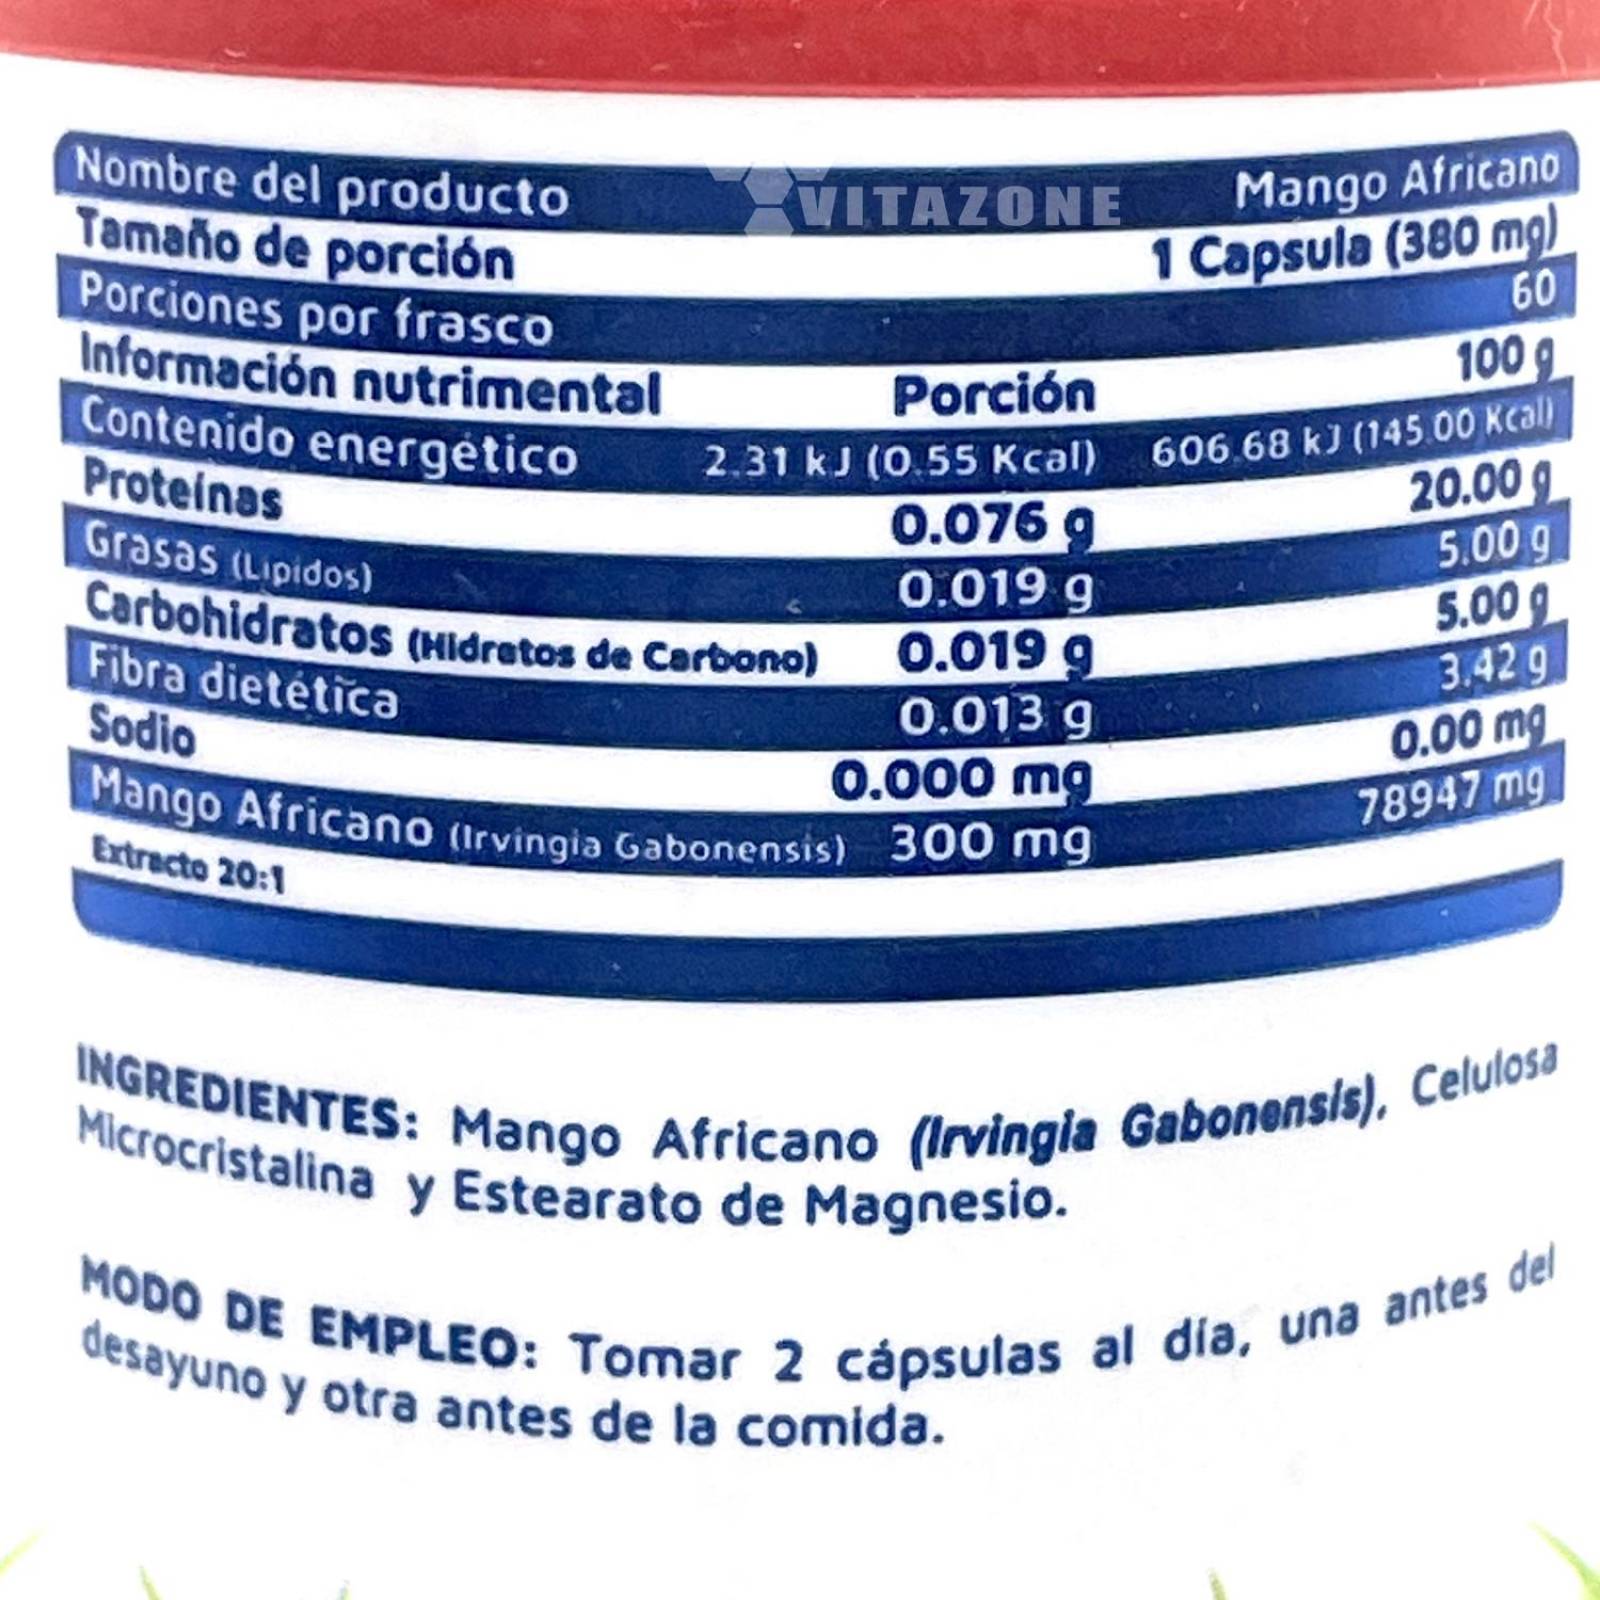 Nombre del producto Mango Africano
VITAZONE
Tamaño de porción 1 Capsula (380 mg)
Porciones por frasco 60
Información nutrimental Porción 100 g
Contenido energético 2.31 kJ (0.55 Kcal) 606.68 kJ (145.00 Kcal)
Proteínas 0.076 g 20.00 g
Grasas (Lipidos) 0.019 g 5.00 g
Carbohidratos (Hidratos de Carbono) 0.019 g 5.00 g
Fibra dietética 0.013 g 3.42 g
Sodio 0.000 mg 0.00 mg
Mango Africano (Irvingia Gabonensis) 300 mg 78947 mg
Extracto 20:1
INGREDIENTES: Mango Africano (Irvingia Gabonensis), Celulosa
Microcristalina y Estearato de Magnesio.
MODO DE EMPLEO: Tomar 2 cápsulas al día, una antes del
desayuno y otra antes de la comida.